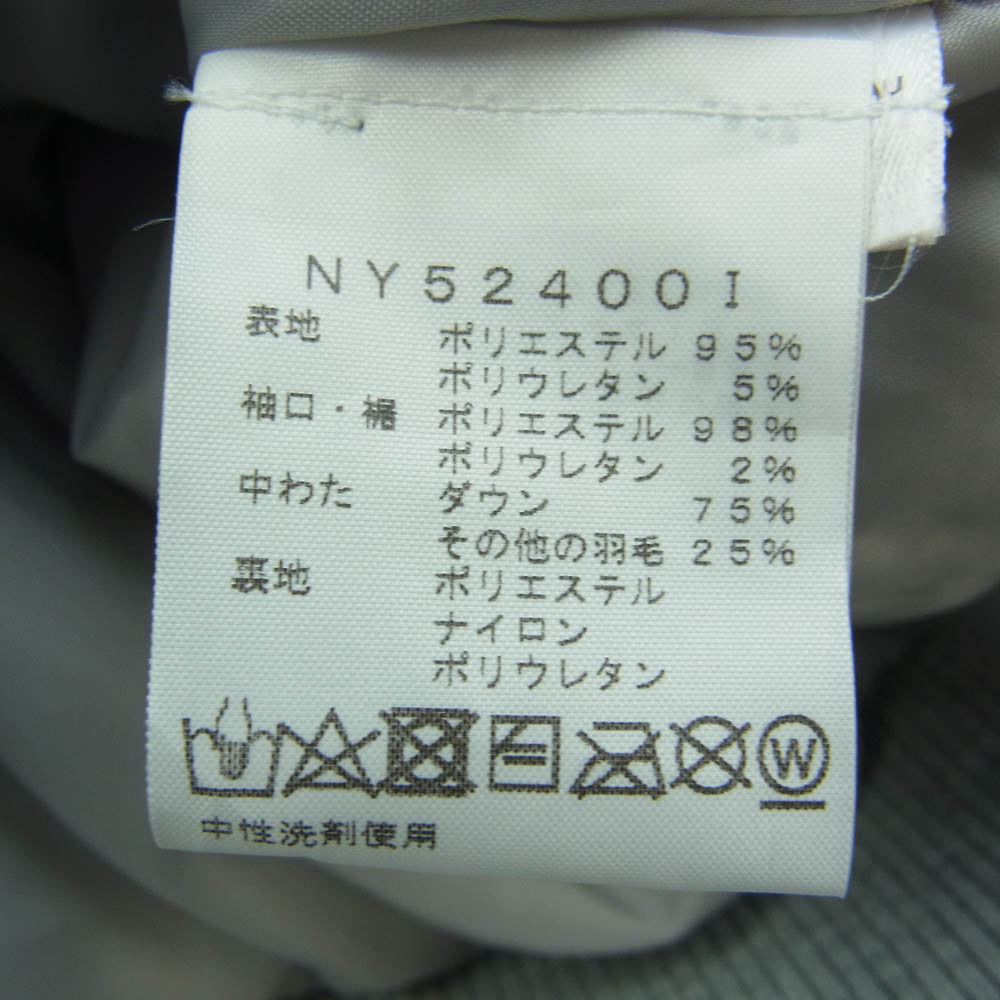 NY52400I
表地 ポリエステル 95%
ポリウレタン 5%
袖口・裾 ポリエステル 98%
ポリウレタン 2%
中わた ダウン 75%
その他の羽毛 25%
裏地 ポリエステル
ナイロン
ポリウレタン
W
中性洗剤使用